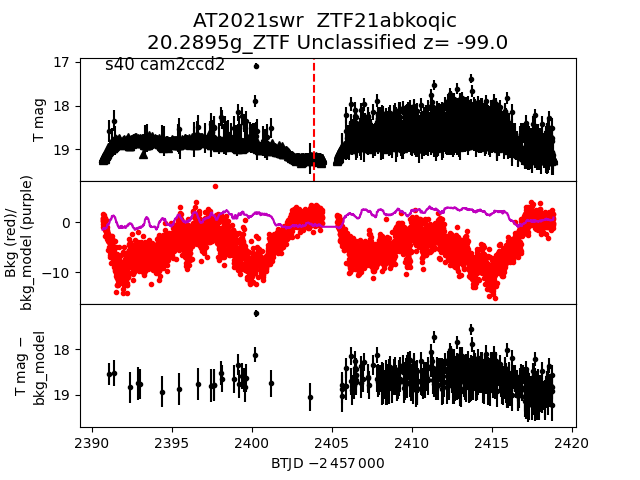 AT2021swr  ZTF21abkoqic
20.2895g_ZTF Unclassified z= -99.0
s40 cam2ccd2
T mag
17
18
19
Bkg (red)/
bkg_model (purple)
0
−10
T mag −
bkg_model
18
19
2390
2395
2400
2405
2410
2415
2420
BTJD −2 457 000